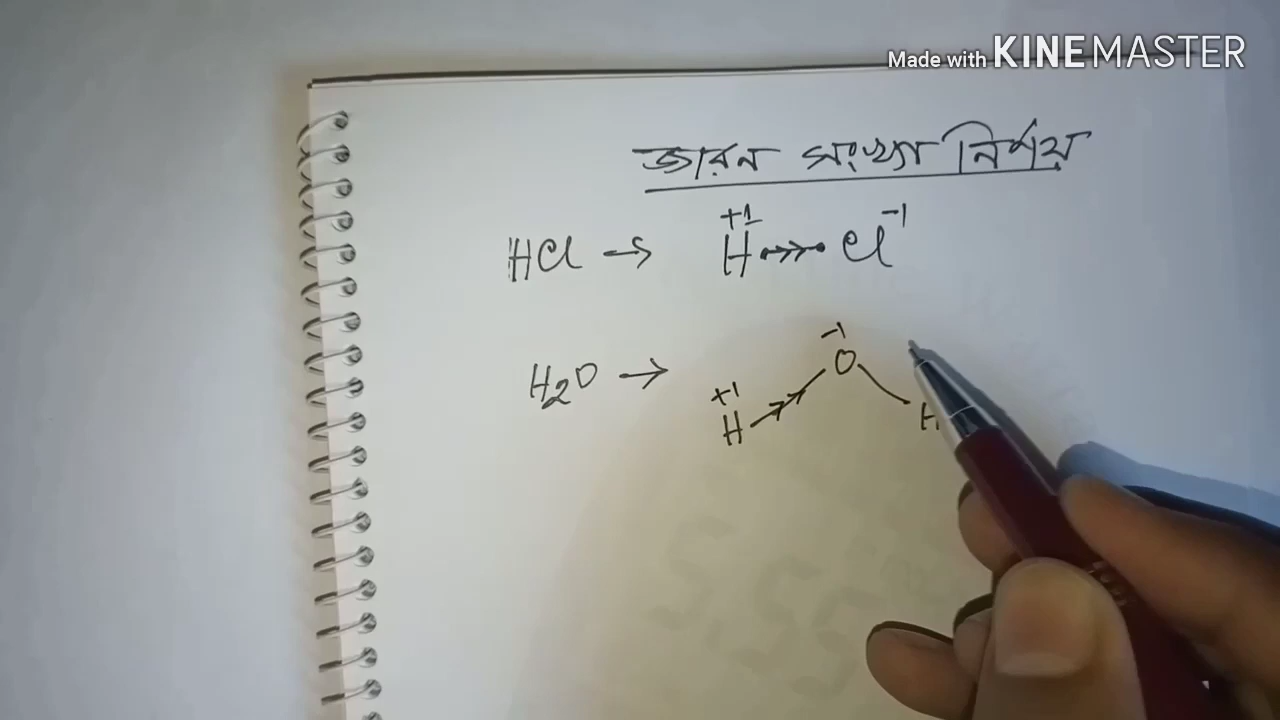 Made with KINEMASTER
জারন সংখ্যা নির্ণয়
HCl → H⁺¹ →→ Cl⁻¹
H₂O → H⁺¹ →→ O⁻¹ — H